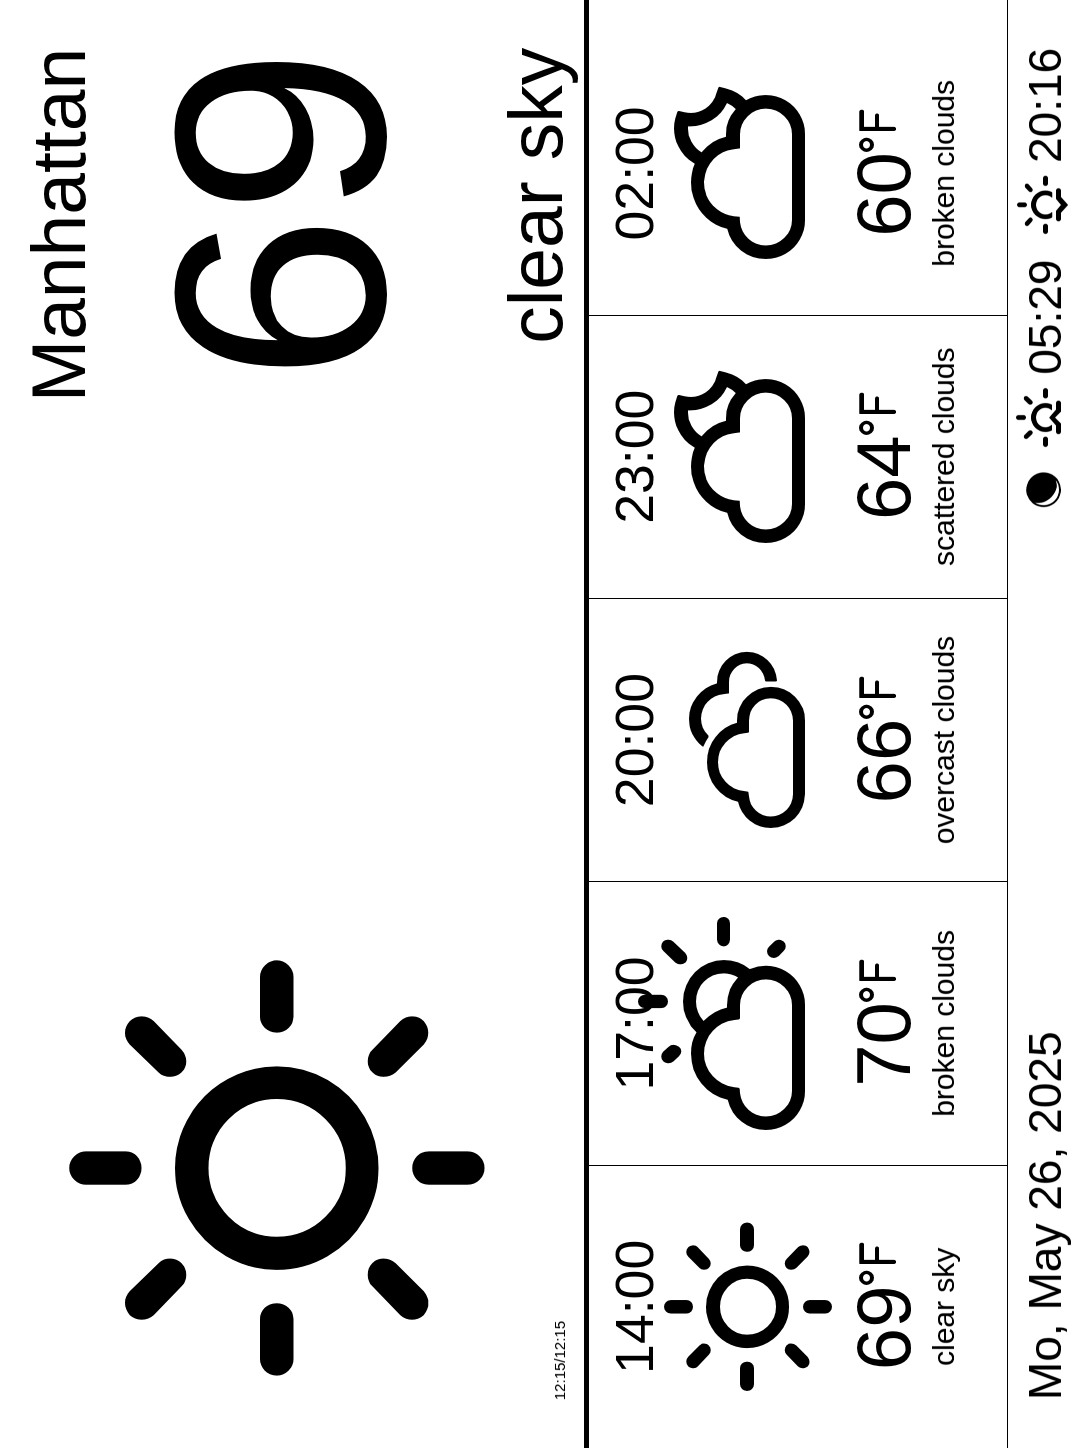 Manhattan
69
clear sky
12:15/12:15
14:00
69°F
clear sky
17:00
70°F
broken clouds
20:00
66°F
overcast clouds
23:00
64°F
scattered clouds
02:00
60°F
broken clouds
Mo, May 26, 2025
05:29 20:16